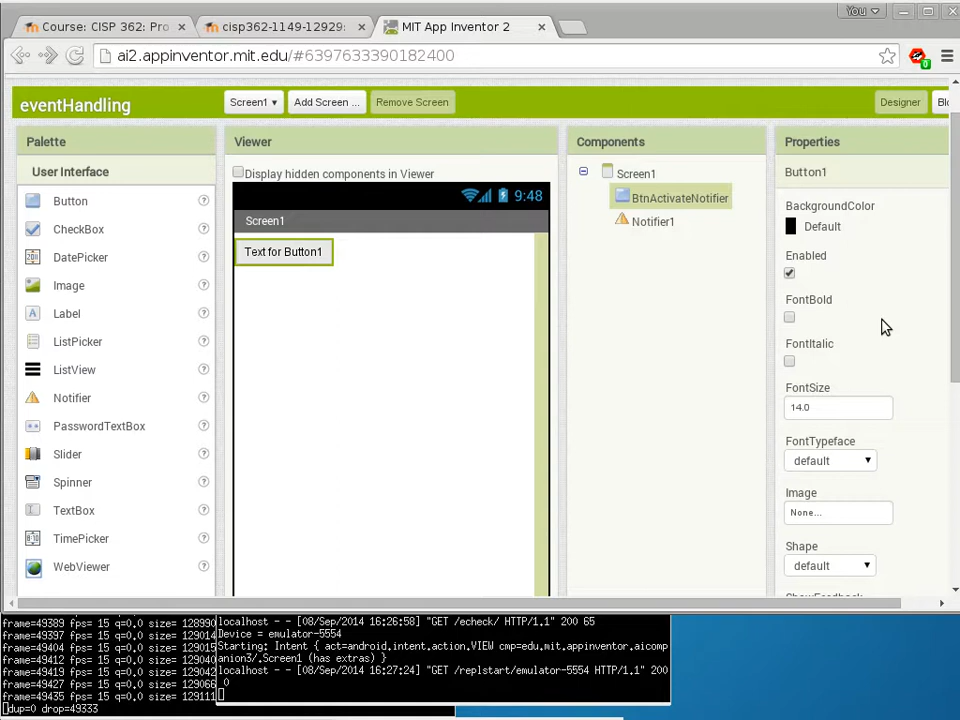 You
Course: CISP 362: Pro
cisp362-1149-12929:
MIT App Inventor 2
ai2.appinventor.mit.edu/#6397633390182400
0
eventHandling
Screen1
Add Screen ...
Remove Screen
Designer
Blo
Palette
Viewer
Components
Properties
User Interface
Display hidden components in Viewer
Screen1
Button1
Button
9:48
BtnActivateNotifier
BackgroundColor
CheckBox
Screen1
Notifier1
Default
DatePicker
Text for Button1
Enabled
Image
FontBold
Label
ListPicker
FontItalic
ListView
FontSize
Notifier
14.0
PasswordTextBox
FontTypeface
Slider
default
Spinner
Image
TextBox
None...
TimePicker
Shape
WebViewer
default
ShowFeedback
frame=49389 fps= 15 q=0.0 size= 128990
frame=49397 fps= 15 q=0.0 size= 129014
frame=49404 fps= 15 q=0.0 size= 129015
frame=49412 fps= 15 q=0.0 size= 129040
frame=49419 fps= 15 q=0.0 size= 129042
frame=49427 fps= 15 q=0.0 size= 129066
frame=49435 fps= 15 q=0.0 size= 129111
dup=0 drop=49333
localhost - - [08/Sep/2014 16:26:58] "GET /echeck/ HTTP/1.1" 200 65
Device = emulator-5554
Starting: Intent { act=android.intent.action.VIEW cmp=edu.mit.appinventor.aicom
panion3/.Screen1 (has extras) }
localhost - - [08/Sep/2014 16:27:24] "GET /replstart/emulator-5554 HTTP/1.1" 200
0